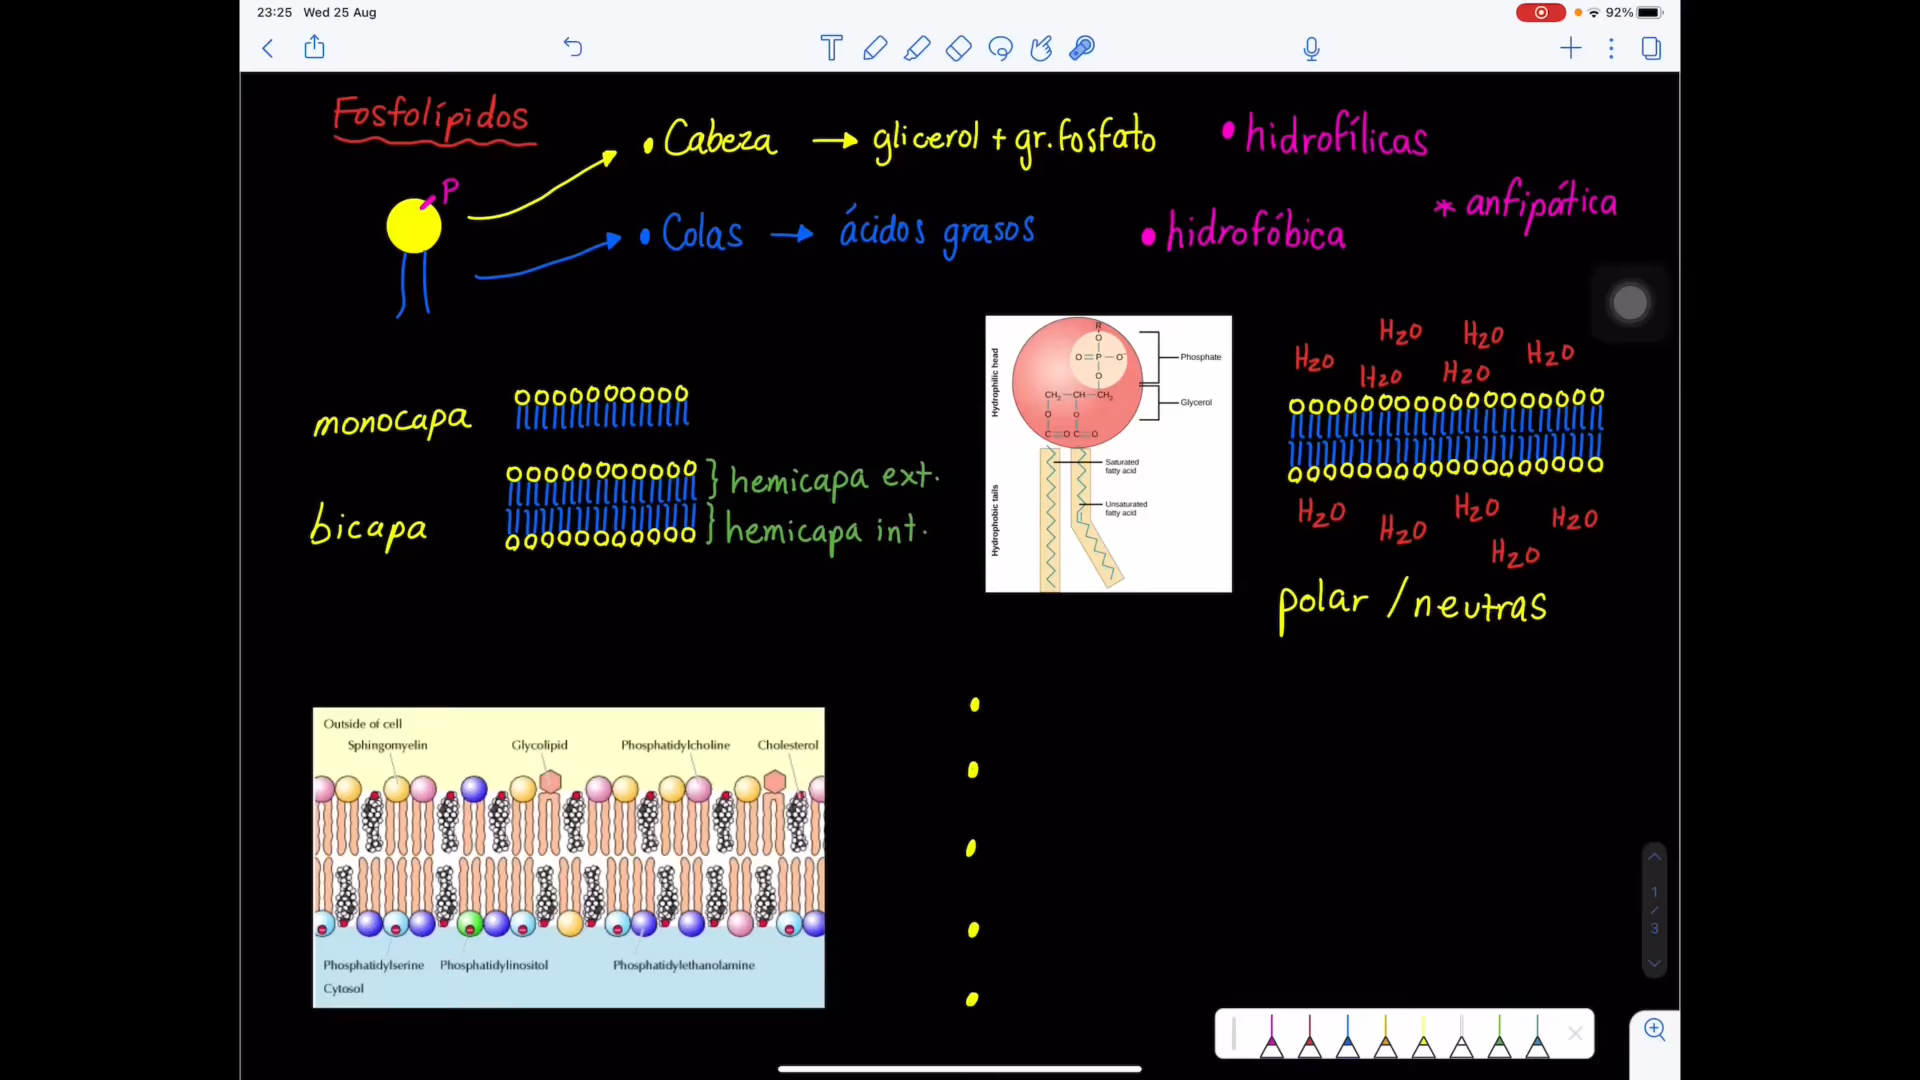 23:25 Wed 25 Aug
92%
Fosfolípidos
• Cabeza → glicerol + gr. fosfato • hidrofílicas
P
• Colas → ácidos grasos • hidrofóbica * anfipática
monocapa
bicapa
} hemicapa ext.
} hemicapa int.
Hydrophilic head
Hydrophobic tails
R
O
O=P–O⁻
O
CH₂–CH–CH₂
O O
C=O C=O
Phosphate
Glycerol
Saturated
fatty acid
Unsaturated
fatty acid
H₂O H₂O H₂O H₂O
H₂O H₂O
H₂O H₂O H₂O H₂O
H₂O
polar / neutras
Outside of cell
Sphingomyelin Glycolipid Phosphatidylcholine Cholesterol
Phosphatidylserine Phosphatidylinositol Phosphatidylethanolamine
Cytosol
1
/
3